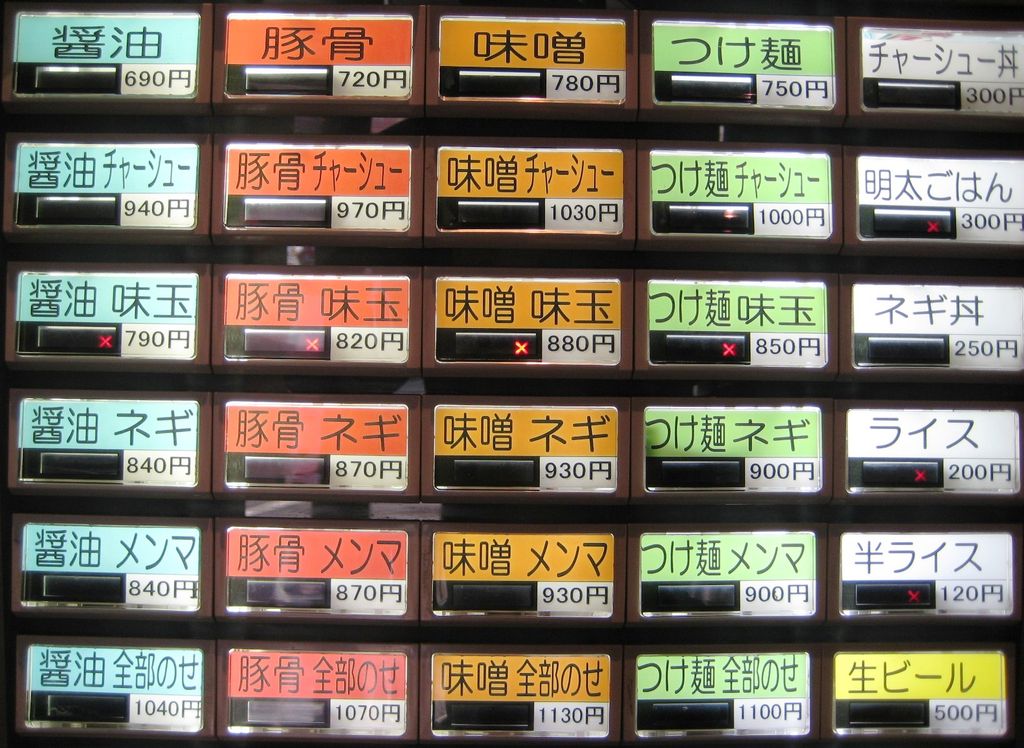 醤油
690円
豚骨
720円
味噌
780円
つけ麺
750円
チャーシュー丼
300円
醤油チャーシュー
940円
豚骨チャーシュー
970円
味噌チャーシュー
1030円
つけ麺チャーシュー
1000円
明太ごはん
300円
醤油 味玉
790円
豚骨 味玉
820円
味噌 味玉
880円
つけ麺味玉
850円
ネギ丼
250円
醤油 ネギ
840円
豚骨 ネギ
870円
味噌 ネギ
930円
つけ麺ネギ
900円
ライス
200円
醤油 メンマ
840円
豚骨 メンマ
870円
味噌 メンマ
930円
つけ麺メンマ
900円
半ライス
120円
醤油 全部のせ
1040円
豚骨 全部のせ
1070円
味噌 全部のせ
1130円
つけ麺 全部のせ
1100円
生ビール
500円